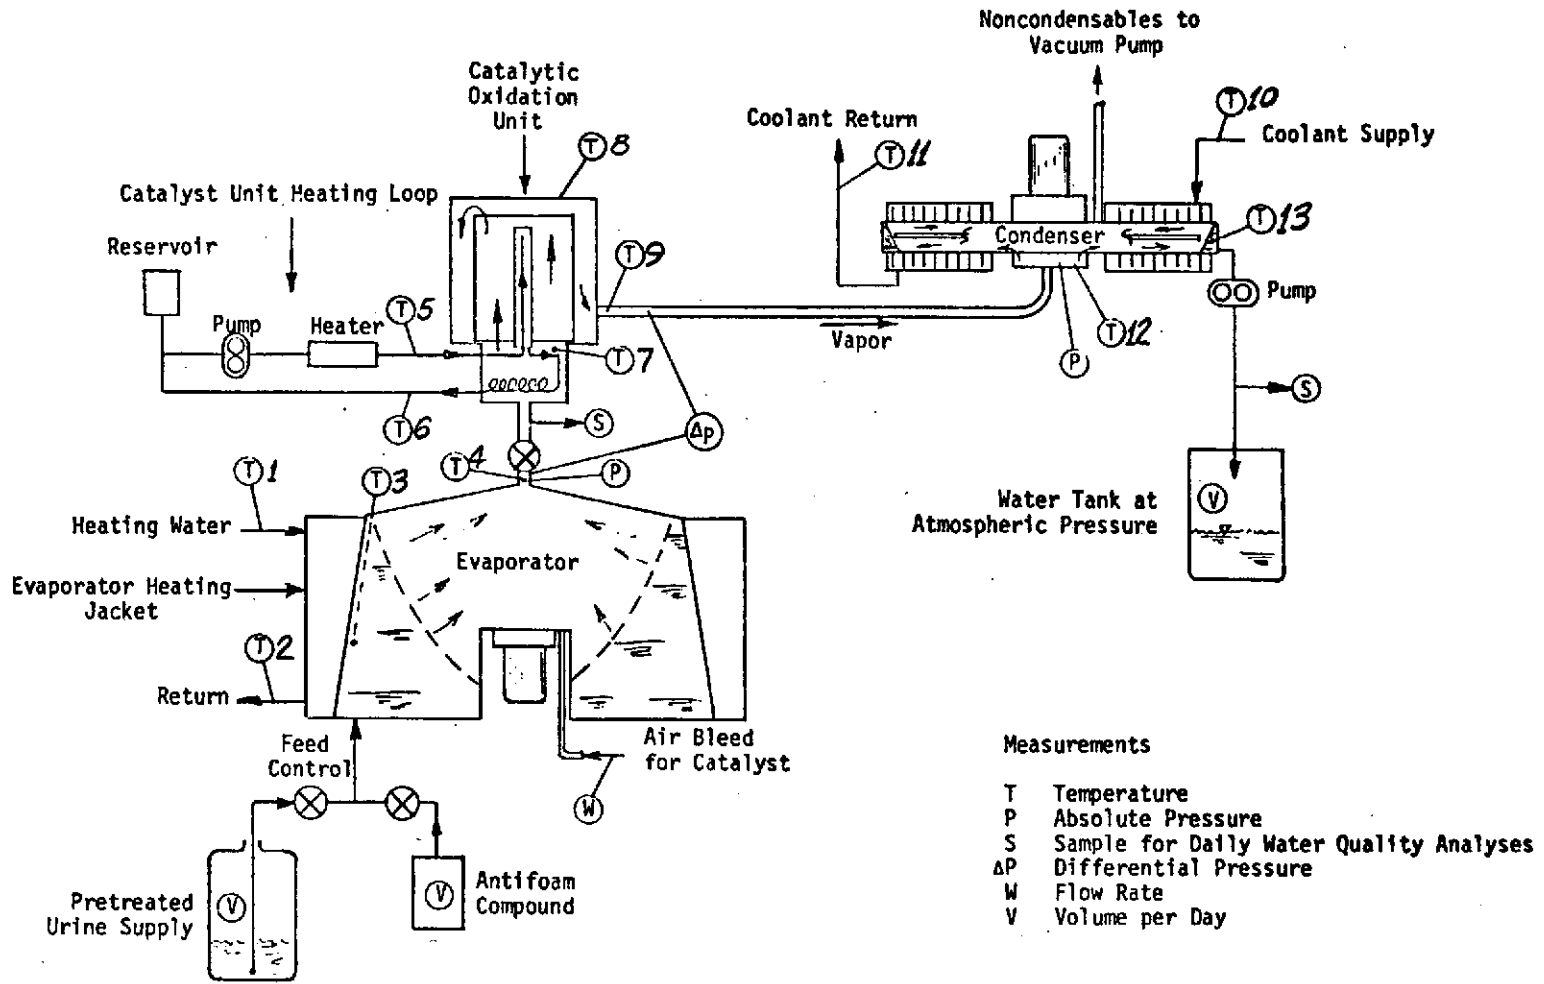 Noncondensables to
Vacuum Pump
Catalytic
Oxidation
Unit
T 10
Coolant Return
Coolant Supply
T 8
T 11
Catalyst Unit Heating Loop
T 13
Condenser
Reservoir
T 9
Pump
T 5
Pump
Heater
T 12
Vapor
T 7
P
S
T 6
S
Δp
T 4
P
T 1
T 3
V
Water Tank at
Atmospheric Pressure
Heating Water
Evaporator
Evaporator Heating
Jacket
T 2
Return
Feed
Control
Air Bleed
for Catalyst
W
Pretreated
Urine Supply
V
V
Antifoam
Compound
Measurements
T Temperature
P Absolute Pressure
S Sample for Daily Water Quality Analyses
ΔP Differential Pressure
W Flow Rate
V Volume per Day